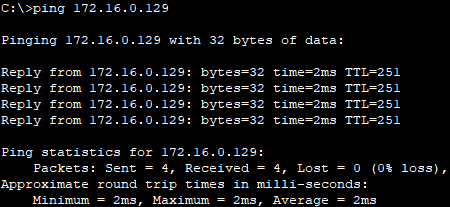 C:\>ping 172.16.0.129
Pinging 172.16.0.129 with 32 bytes of data:
Reply from 172.16.0.129: bytes=32 time=2ms TTL=251
Reply from 172.16.0.129: bytes=32 time=2ms TTL=251
Reply from 172.16.0.129: bytes=32 time=2ms TTL=251
Reply from 172.16.0.129: bytes=32 time=2ms TTL=251
Ping statistics for 172.16.0.129:
    Packets: Sent = 4, Received = 4, Lost = 0 (0% loss),
Approximate round trip times in milli-seconds:
    Minimum = 2ms, Maximum = 2ms, Average = 2ms